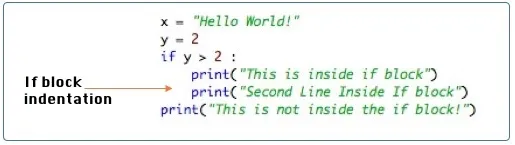 x = "Hello World!"
y = 2
if y > 2 :
    print("This is inside if block")
    print("Second Line Inside If block")
print("This is not inside the if block!")
If block
indentation